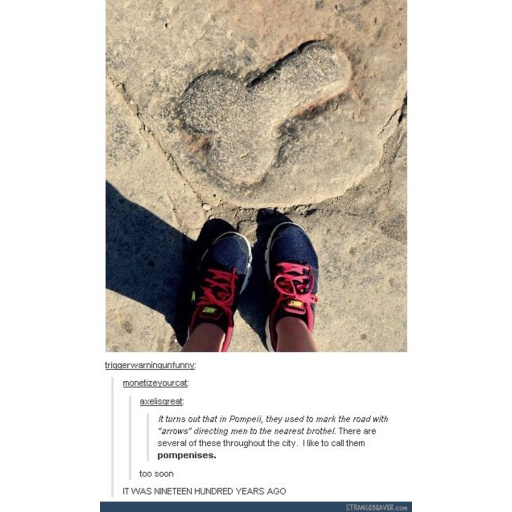 triggerwarningunfunny:
monetizeyourcat:
axelisgreat:
It turns out that in Pompeii, they used to mark the road with
"arrows" directing men to the nearest brothel. There are
several of these throughout the city. I like to call them
pompenises.
too soon
IT WAS NINETEEN HUNDRED YEARS AGO
STRANGEBEAVER.com